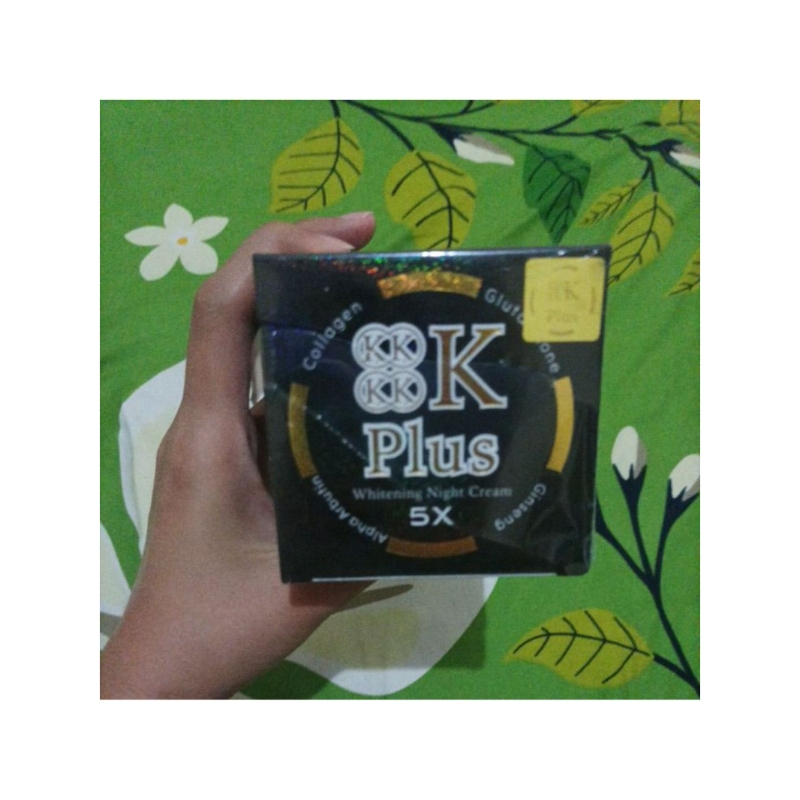 Collagen
KK
KK
K
Plus
Whitening Night Cream
5X
Alpha Arbutin
Ginseng
K
Plus